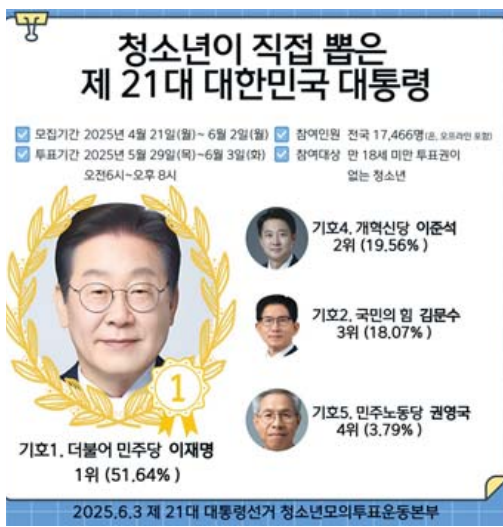 청소년이 직접 뽑은
제 21대 대한민국 대통령
모집기간 2025년 4월 21일(월)~ 6월 2일(월)
참여인원 전국 17,466명(온, 오프라인 포함)
투표기간 2025년 5월 29일(목)~6월 3일(화)
오전6시~오후 8시
참여대상 만 18세 미만 투표권이
없는 청소년
1
기호1. 더불어 민주당 이재명
1위 (51.64%)
기호4. 개혁신당 이준석
2위 (19.56%)
기호2. 국민의 힘 김문수
3위 (18.07%)
기호5. 민주노동당 권영국
4위 (3.79%)
2025.6.3 제 21대 대통령선거 청소년모의투표운동본부